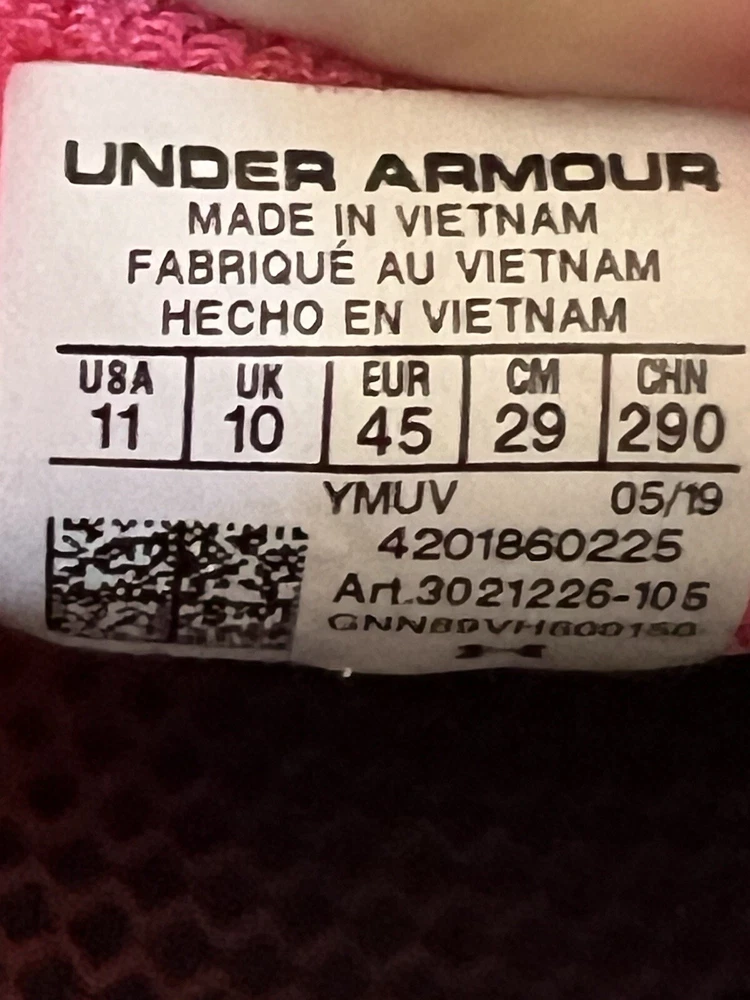 UNDER ARMOUR
MADE IN VIETNAM
FABRIQUÉ AU VIETNAM
HECHO EN VIETNAM
USA UK EUR CM CHN
11 10 45 29 290
YMUV 05/19
4201860225
Art.3021226-105